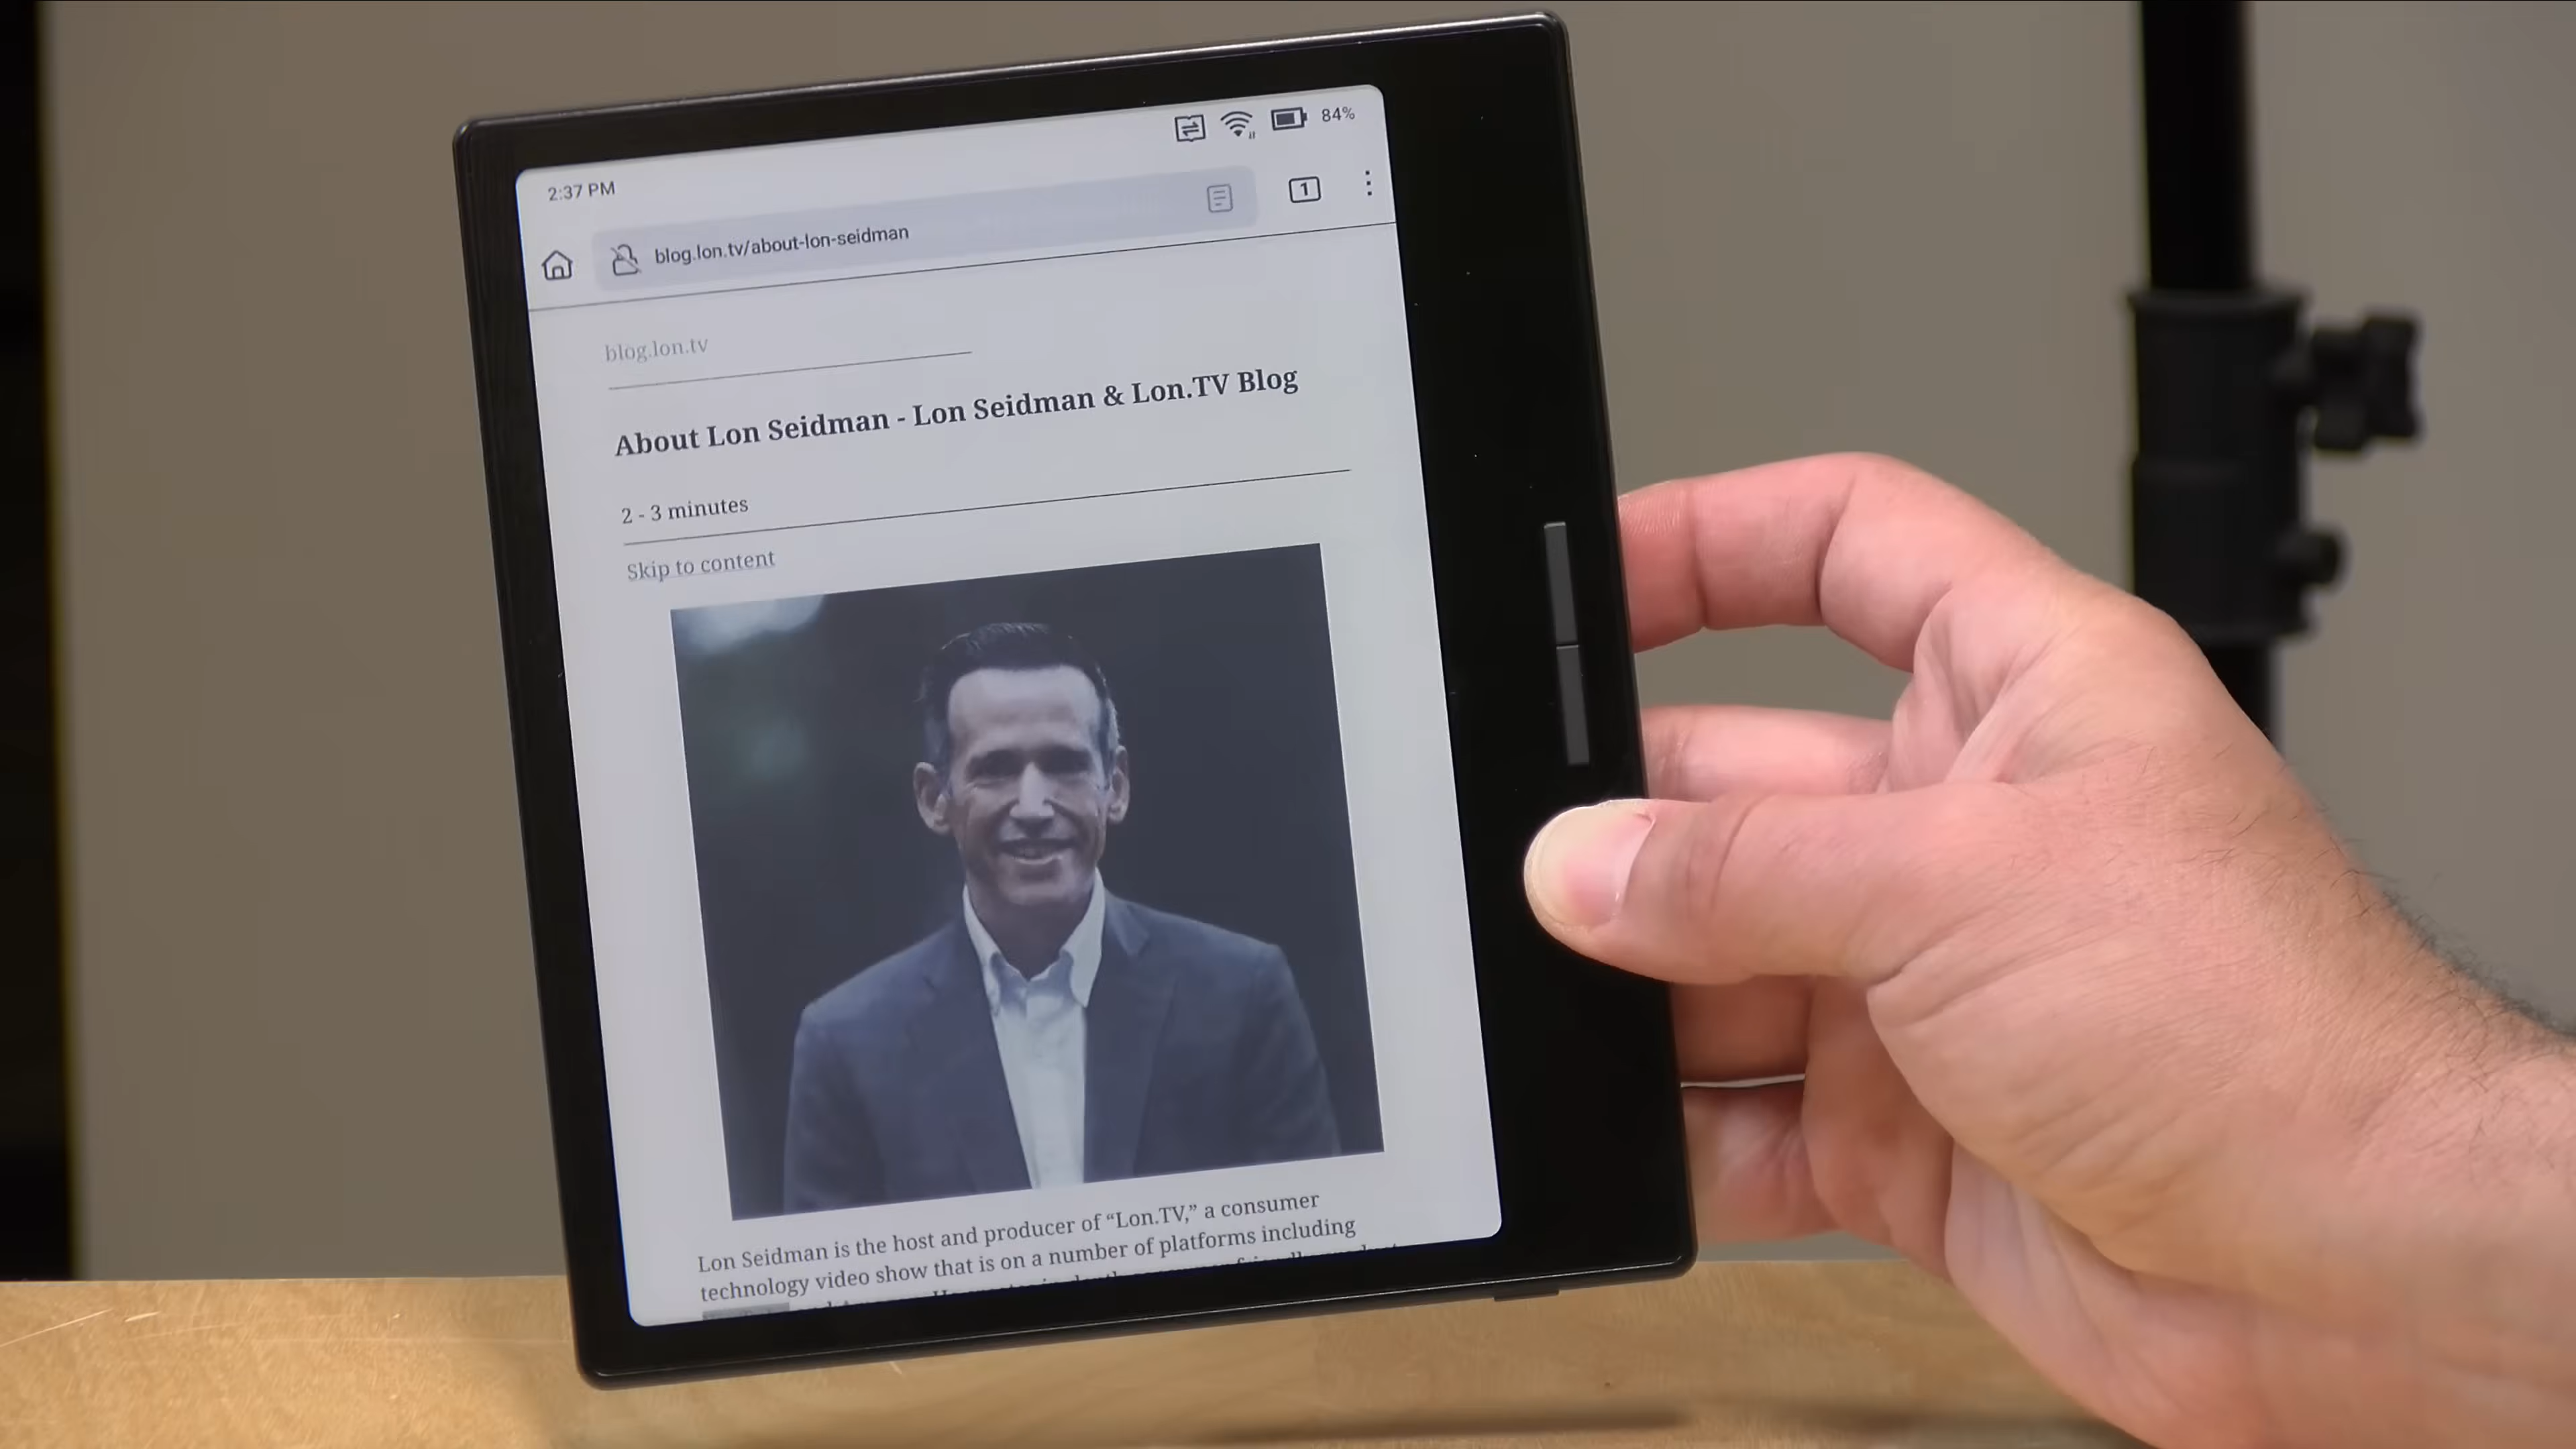 2:37 PM
84%
blog.lon.tv/about-lon-seidman
1
blog.lon.tv
About Lon Seidman - Lon Seidman & Lon.TV Blog
2 - 3 minutes
Skip to content
Lon Seidman is the host and producer of “Lon.TV,” a consumer
technology video show that is on a number of platforms including